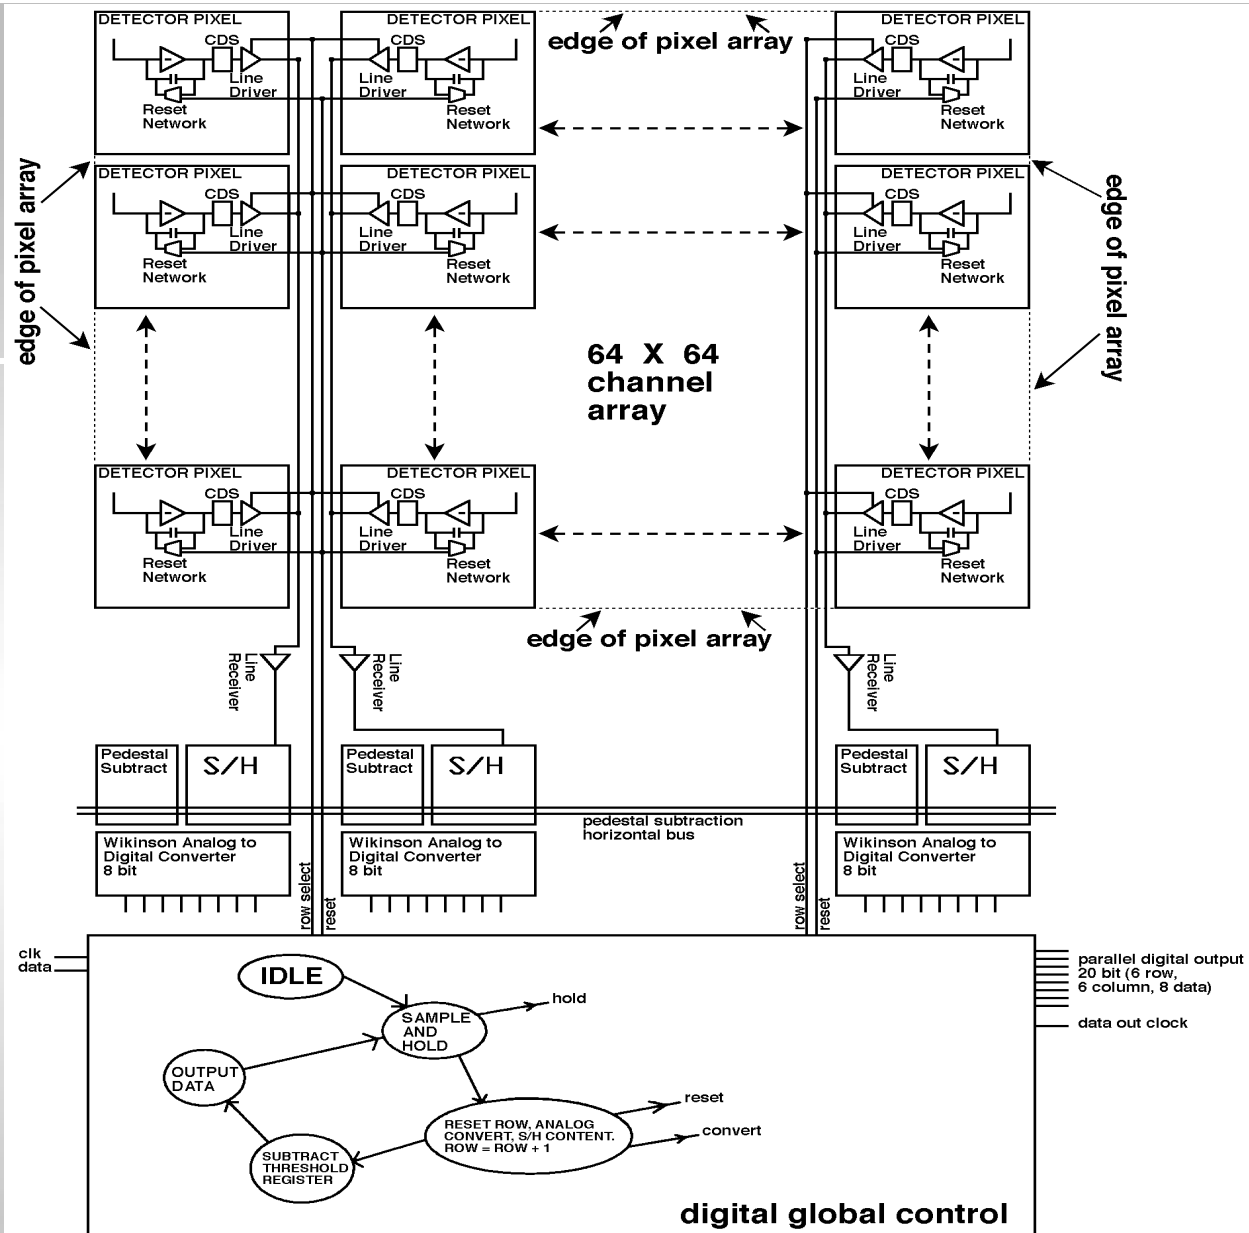 DETECTOR PIXEL
CDS
Line
Driver
Reset
Network
DETECTOR PIXEL
CDS
Line
Driver
Reset
Network
edge of pixel array
DETECTOR PIXEL
CDS
Line
Driver
Reset
Network
edge of pixel array
DETECTOR PIXEL
CDS
Line
Driver
Reset
Network
DETECTOR PIXEL
CDS
Line
Driver
Reset
Network
DETECTOR PIXEL
CDS
Line
Driver
Reset
Network
edge of pixel array
64 X 64
channel
array
DETECTOR PIXEL
CDS
Line
Driver
Reset
Network
DETECTOR PIXEL
CDS
Line
Driver
Reset
Network
DETECTOR PIXEL
CDS
Line
Driver
Reset
Network
edge of pixel array
Line
Receiver
Line
Receiver
Line
Receiver
Pedestal
Subtract
S/H
Pedestal
Subtract
S/H
Pedestal
Subtract
S/H
pedestal subtraction
horizontal bus
Wikinson Analog to
Digital Converter
8 bit
Wikinson Analog to
Digital Converter
8 bit
Wikinson Analog to
Digital Converter
8 bit
row select
reset
row select
reset
clk
data
IDLE
SAMPLE
AND
HOLD
hold
OUTPUT
DATA
RESET ROW, ANALOG
CONVERT, S/H CONTENT.
ROW = ROW + 1
reset
convert
SUBTRACT
THRESHOLD
REGISTER
parallel digital output
20 bit (6 row,
6 column, 8 data)
data out clock
digital global control